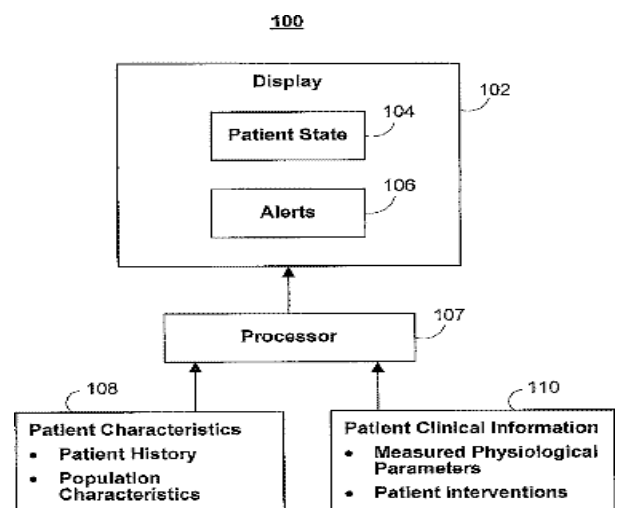 100
Display
102
Patient State
104
Alerts
106
Processor
107
108
Patient Characteristics
• Patient History
• Population
Characteristics
110
Patient Clinical Information
• Measured Physiological
Parameters
• Patient interventions